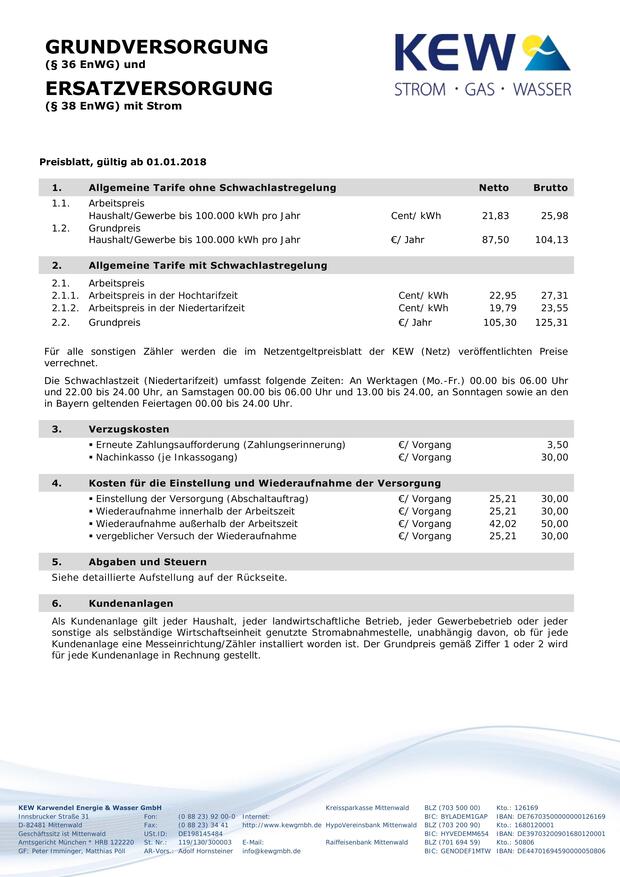 GRUNDVERSORGUNG
(§ 36 EnWG) und
ERSATZVERSORGUNG
(§ 38 EnWG) mit Strom
KEW
STROM · GAS · WASSER
Preisblatt, gültig ab 01.01.2018
1. Allgemeine Tarife ohne Schwachlastregelung Netto Brutto
1.1. Arbeitspreis
Haushalt/Gewerbe bis 100.000 kWh pro Jahr Cent/ kWh 21,83 25,98
1.2. Grundpreis
Haushalt/Gewerbe bis 100.000 kWh pro Jahr €/ Jahr 87,50 104,13
2. Allgemeine Tarife mit Schwachlastregelung
2.1. Arbeitspreis
2.1.1. Arbeitspreis in der Hochtarifzeit Cent/ kWh 22,95 27,31
2.1.2. Arbeitspreis in der Niedertarifzeit Cent/ kWh 19,79 23,55
2.2. Grundpreis €/ Jahr 105,30 125,31
Für alle sonstigen Zähler werden die im Netzentgeltpreisblatt der KEW (Netz) veröffentlichten Preise
verrechnet.
Die Schwachlastzeit (Niedertarifzeit) umfasst folgende Zeiten: An Werktagen (Mo.-Fr.) 00.00 bis 06.00 Uhr
und 22.00 bis 24.00 Uhr, an Samstagen 00.00 bis 06.00 Uhr und 13.00 bis 24.00, an Sonntagen sowie an den
in Bayern geltenden Feiertagen 00.00 bis 24.00 Uhr.
3. Verzugskosten
▪ Erneute Zahlungsaufforderung (Zahlungserinnerung) €/ Vorgang 3,50
▪ Nachinkasso (je Inkassogang) €/ Vorgang 30,00
4. Kosten für die Einstellung und Wiederaufnahme der Versorgung
▪ Einstellung der Versorgung (Abschaltauftrag) €/ Vorgang 25,21 30,00
▪ Wiederaufnahme innerhalb der Arbeitszeit €/ Vorgang 25,21 30,00
▪ Wiederaufnahme außerhalb der Arbeitszeit €/ Vorgang 42,02 50,00
▪ vergeblicher Versuch der Wiederaufnahme €/ Vorgang 25,21 30,00
5. Abgaben und Steuern
Siehe detaillierte Aufstellung auf der Rückseite.
6. Kundenanlagen
Als Kundenanlage gilt jeder Haushalt, jeder landwirtschaftliche Betrieb, jeder Gewerbebetrieb oder jeder
sonstige als selbständige Wirtschaftseinheit genutzte Stromabnahmestelle, unabhängig davon, ob für jede
Kundenanlage eine Messeinrichtung/Zähler installiert worden ist. Der Grundpreis gemäß Ziffer 1 oder 2 wird
für jede Kundenanlage in Rechnung gestellt.
KEW Karwendel Energie & Wasser GmbH Kreissparkasse Mittenwald BLZ (703 500 00) Kto.: 126169
Innsbrucker Straße 31 Fon: (0 88 23) 92 00-0 Internet: BIC: BYLADEM1GAP IBAN: DE76703500000000126169
D-82481 Mittenwald Fax: (0 88 23) 34 41 http://www.kewgmbh.de HypoVereinsbank Mittenwald BLZ (703 200 90) Kto.: 1680120001
Geschäftssitz ist Mittenwald USt.ID: DE198145484 BIC: HYVEDEMM654 IBAN: DE39703200901680120001
Amtsgericht München * HRB 122220 St. Nr.: 119/130/300003 E-Mail: Raiffeisenbank Mittenwald BLZ (701 694 59) Kto.: 50806
GF: Peter Imminger, Matthias Pöll AR-Vors.: Adolf Hornsteiner info@kewgmbh.de BIC: GENODEF1MTW IBAN: DE44701694590000050806